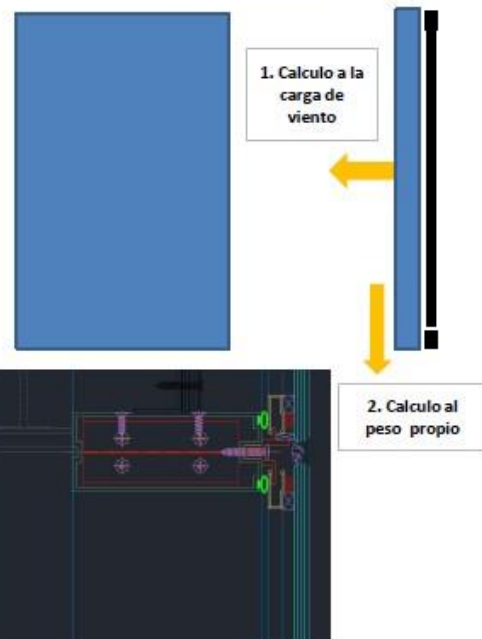 1. Calculo a la
carga de
viento
2. Calculo al
peso propio